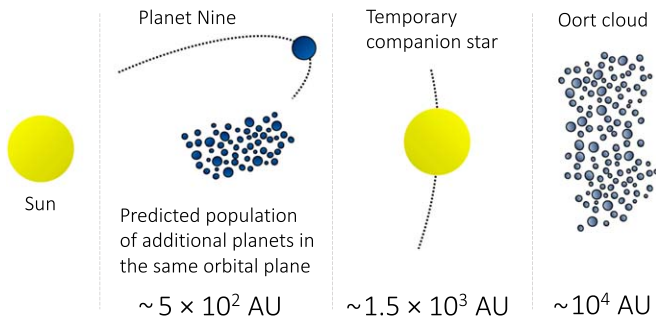 Planet Nine
Temporary
companion star
Oort cloud
Sun
Predicted population
of additional planets in
the same orbital plane
~ 5 × 10² AU
~1.5 × 10³ AU
~10⁴ AU